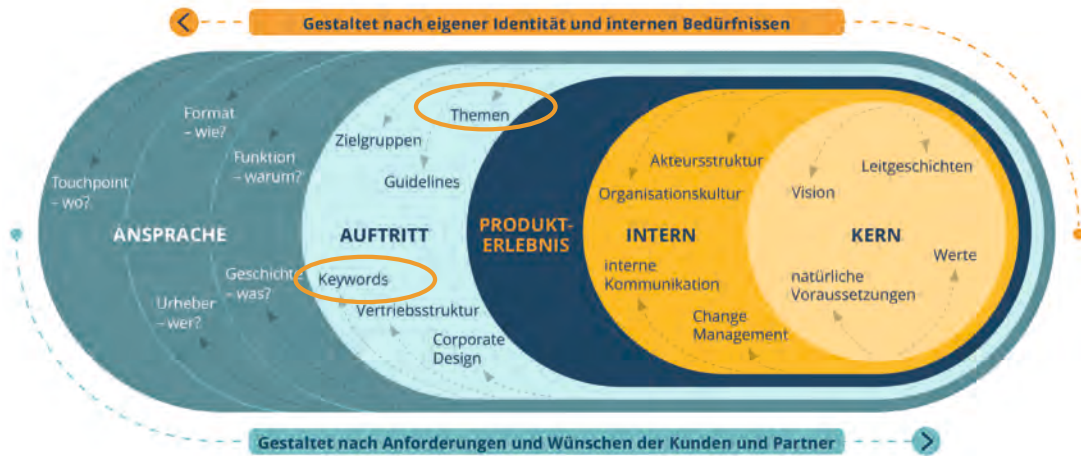 Gestaltet nach eigener Identität und internen Bedürfnissen
Format
– wie?
Themen
Zielgruppen
Funktion
– warum?
Touchpoint
– wo?
Guidelines
Akteursstruktur
Organisationskultur
Leitgeschichten
Vision
ANSPRACHE
AUFTRITT
PRODUKT-
ERLEBNIS
INTERN
KERN
Geschichte
– was?
Keywords
Urheber
– wer?
Vertriebsstruktur
Corporate
Design
interne
Kommunikation
Change
Management
natürliche
Voraussetzungen
Werte
Gestaltet nach Anforderungen und Wünschen der Kunden und Partner